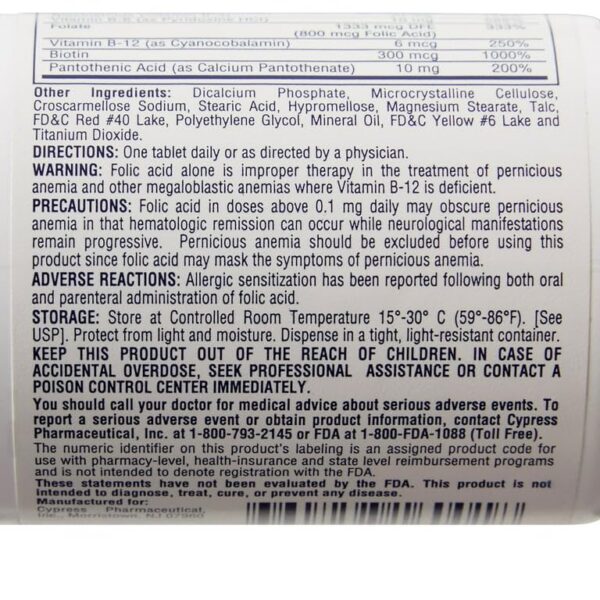 Vitamin B-6 (as Pyridoxine HCl) 10 mg
Folate 1333 mcg DFE 333%
(800 mcg Folic Acid)
Vitamin B-12 (as Cyanocobalamin) 6 mcg 250%
Biotin 300 mcg 1000%
Pantothenic Acid (as Calcium Pantothenate) 10 mg 200%
Other Ingredients: Dicalcium Phosphate, Microcrystalline Cellulose,
Croscarmellose Sodium, Stearic Acid, Hypromellose, Magnesium Stearate, Talc,
FD&C Red #40 Lake, Polyethylene Glycol, Mineral Oil, FD&C Yellow #6 Lake and
Titanium Dioxide.
DIRECTIONS: One tablet daily or as directed by a physician.
WARNING: Folic acid alone is improper therapy in the treatment of pernicious
anemia and other megaloblastic anemias where Vitamin B-12 is deficient.
PRECAUTIONS: Folic acid in doses above 0.1 mg daily may obscure pernicious
anemia in that hematologic remission can occur while neurological manifestations
remain progressive. Pernicious anemia should be excluded before using this
product since folic acid may mask the symptoms of pernicious anemia.
ADVERSE REACTIONS: Allergic sensitization has been reported following both oral
and parenteral administration of folic acid.
STORAGE: Store at Controlled Room Temperature 15°-30° C (59°-86°F). [See
USP]. Protect from light and moisture. Dispense in a tight, light-resistant container.
KEEP THIS PRODUCT OUT OF THE REACH OF CHILDREN. IN CASE OF
ACCIDENTAL OVERDOSE, SEEK PROFESSIONAL ASSISTANCE OR CONTACT A
POISON CONTROL CENTER IMMEDIATELY.
You should call your doctor for medical advice about serious adverse events. To
report a serious adverse event or obtain product information, contact Cypress
Pharmaceutical, Inc. at 1-800-793-2145 or FDA at 1-800-FDA-1088 (Toll Free).
The numeric identifier on this product's labeling is an assigned product code for
use with pharmacy-level, health-insurance and state level reimbursement programs
and is not intended to denote registration with the FDA.
These statements have not been evaluated by the FDA. This product is not
intended to diagnose, treat, cure, or prevent any disease.
Manufactured for:
Cypress Pharmaceutical,
Inc., Morristown, NJ 07960